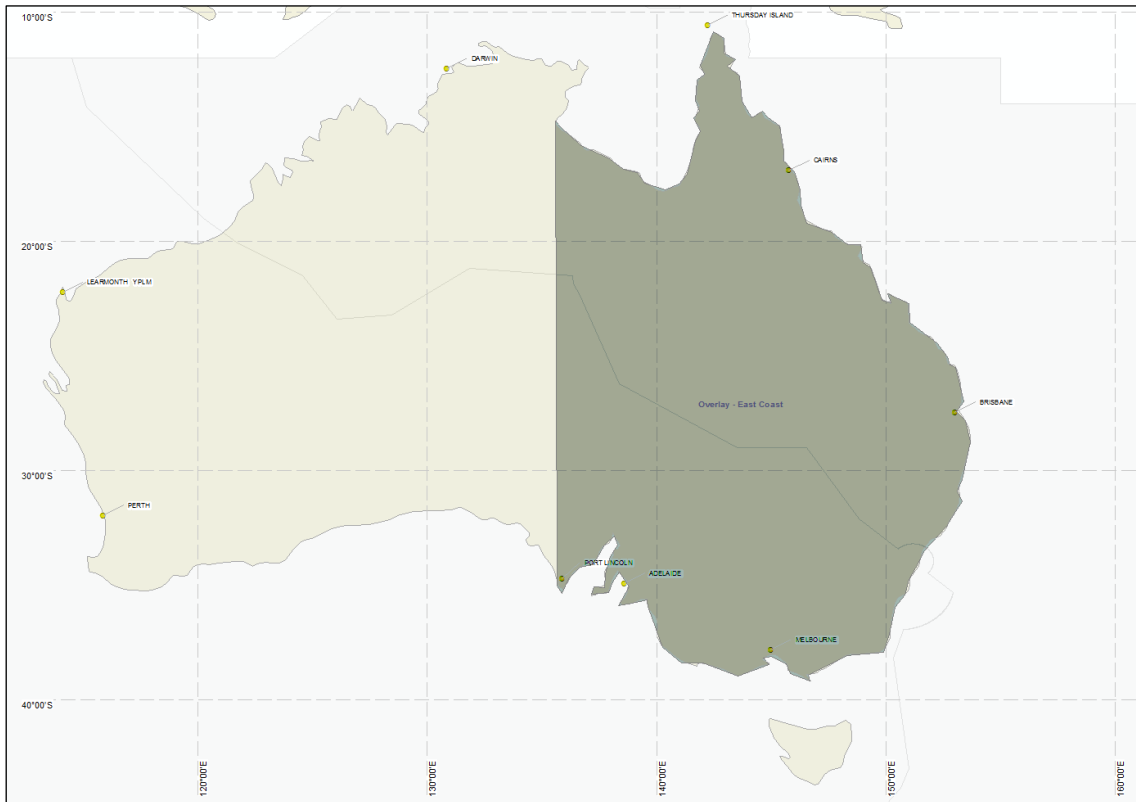 10°00'S
THURSDAY ISLAND
DARWIN
CAIRNS
20°00'S
LEARMONTH YPLM
Overlay - East Coast
BRISBANE
30°00'S
PERTH
PORT LINCOLN
ADELAIDE
MELBOURNE
40°00'S
120°00'E
130°00'E
140°00'E
150°00'E
160°00'E